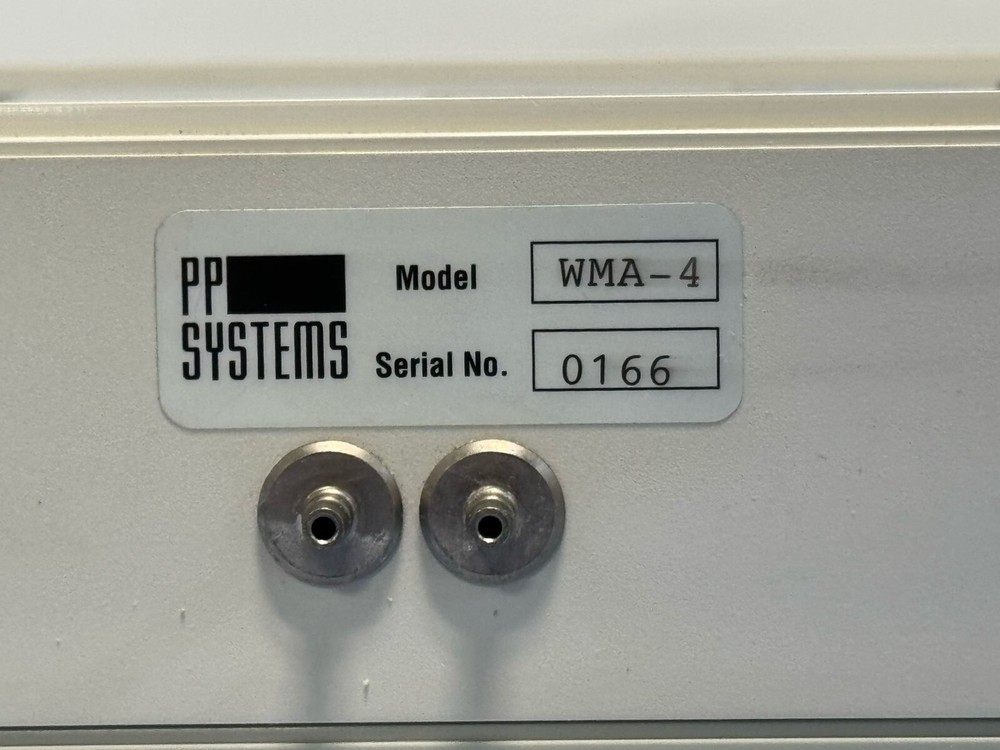 PP
SYSTEMS
Model WMA-4
Serial No. 0166